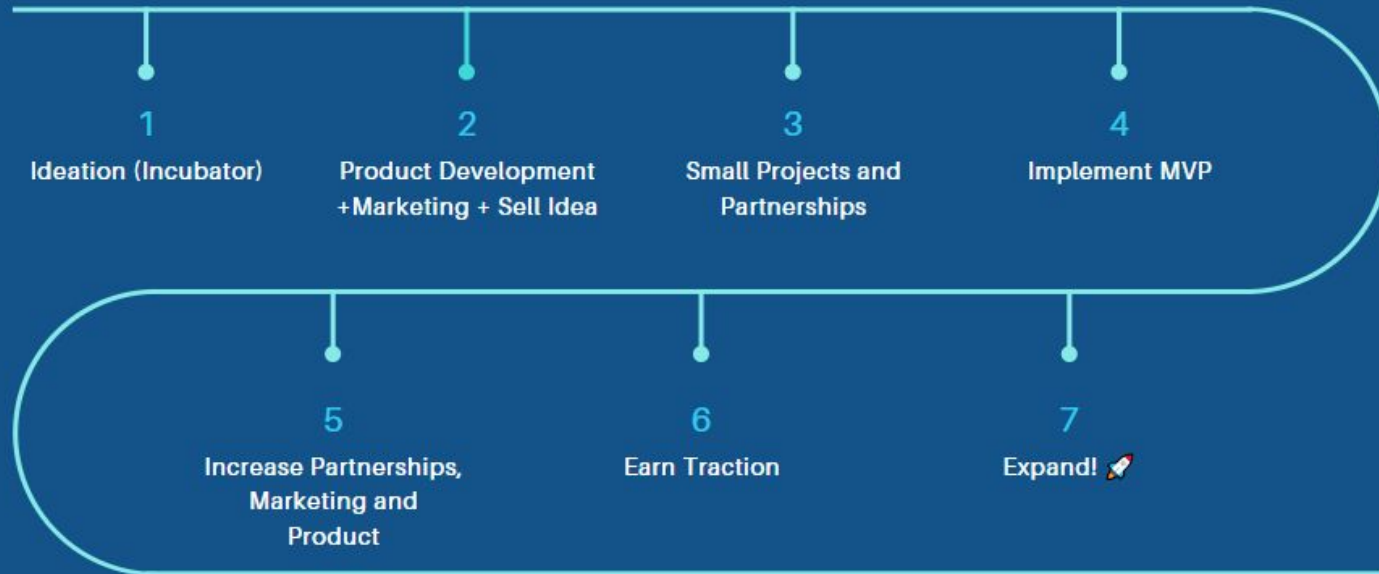 1
Ideation (Incubator)
2
Product Development
+Marketing + Sell Idea
3
Small Projects and
Partnerships
4
Implement MVP
5
Increase Partnerships,
Marketing and
Product
6
Earn Traction
7
Expand! 🚀